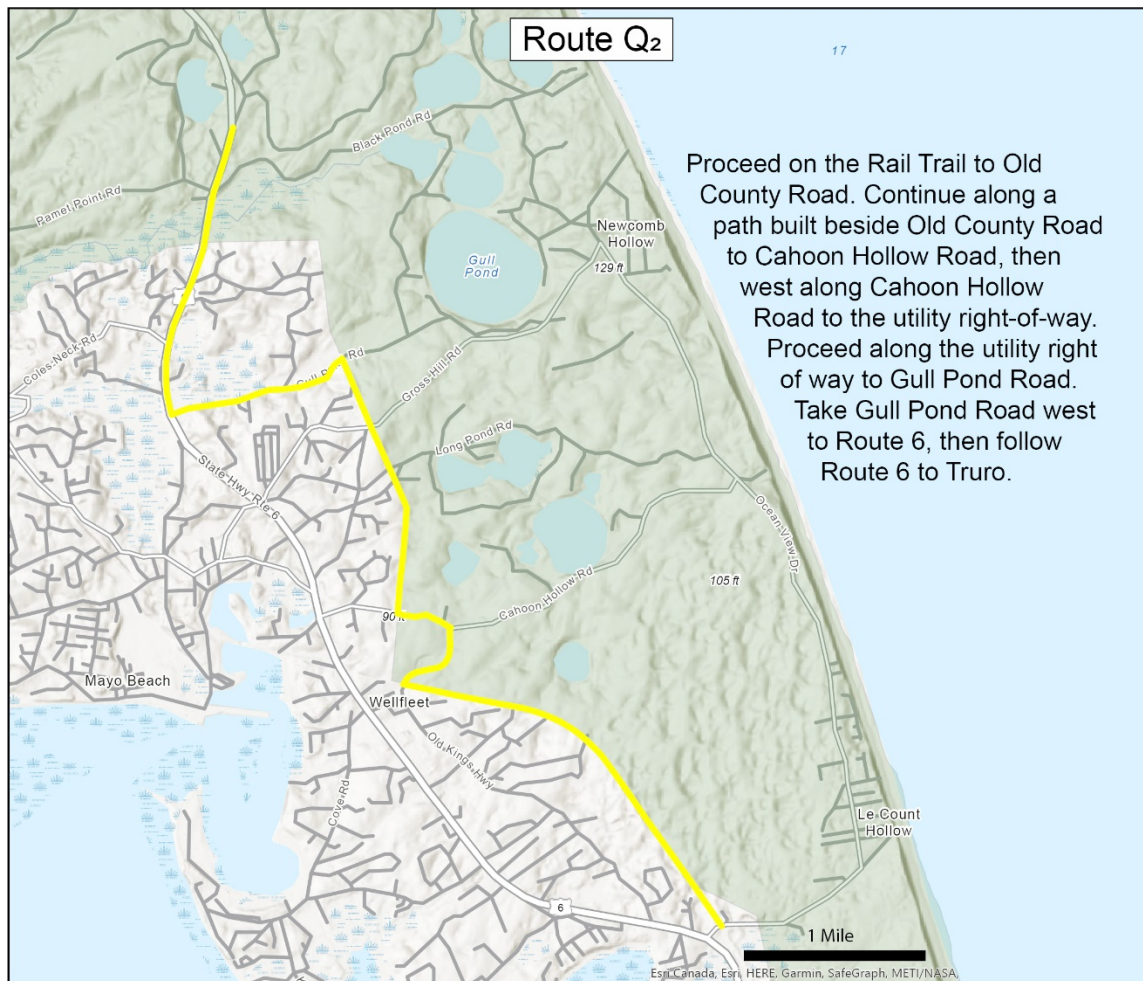 Route Q₂
17
Proceed on the Rail Trail to Old
County Road. Continue along a
path built beside Old County Road
to Cahoon Hollow Road, then
west along Cahoon Hollow
Road to the utility right-of-way.
Proceed along the utility right
of way to Gull Pond Road.
Take Gull Pond Road west
to Route 6, then follow
Route 6 to Truro.
Black Pond Rd
Pamet Point Rd
Newcomb
Hollow
129 ft
Gull
Pond
Coles-Neck-Rd
Gull P Rd
Gross-Hill-Rd
Long Pond Rd
State-Hwy-Rte 6
Ocean-View-Dr
105 ft
Cahoon-Hollow-Rd
90 ft
Mayo Beach
Wellfleet
Old-Kings-Hwy
Cove-Rd
Le Count
Hollow
6
1 Mile
Esri Canada, Esri, HERE, Garmin, SafeGraph, METI/NASA,